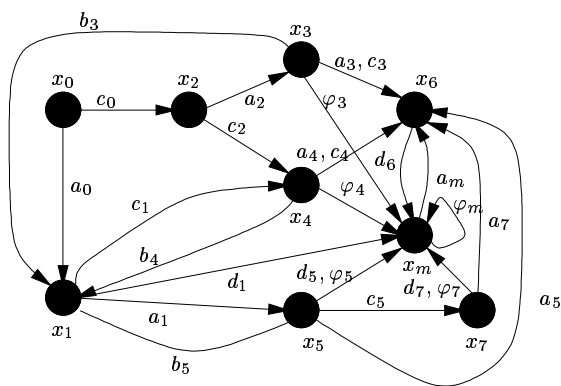 b₃
x₃
a₃, c₃
x₀
x₂
x₆
c₀
a₂
φ₃
c₂
a₄, c₄
d₆
a₀
φ₄
aₘ
c₁
φₘ
x₄
a₇
b₄
xₘ
d₁
d₅, φ₅
d₇, φ₇
a₁
c₅
a₅
x₁
x₅
x₇
b₅